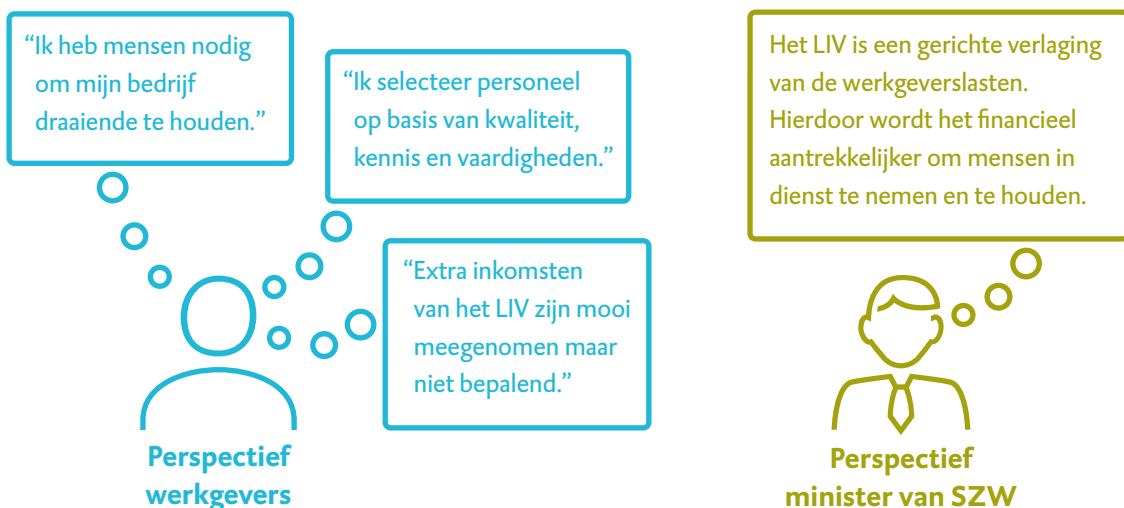 “Ik heb mensen nodig
om mijn bedrijf
draaiende te houden.”
“Ik selecteer personeel
op basis van kwaliteit,
kennis en vaardigheden.”
“Extra inkomsten
van het LIV zijn mooi
meegenomen maar
niet bepalend.”
Perspectief
werkgevers
Het LIV is een gerichte verlaging
van de werkgeverslasten.
Hierdoor wordt het financieel
aantrekkelijker om mensen in
dienst te nemen en te houden.
Perspectief
minister van SZW